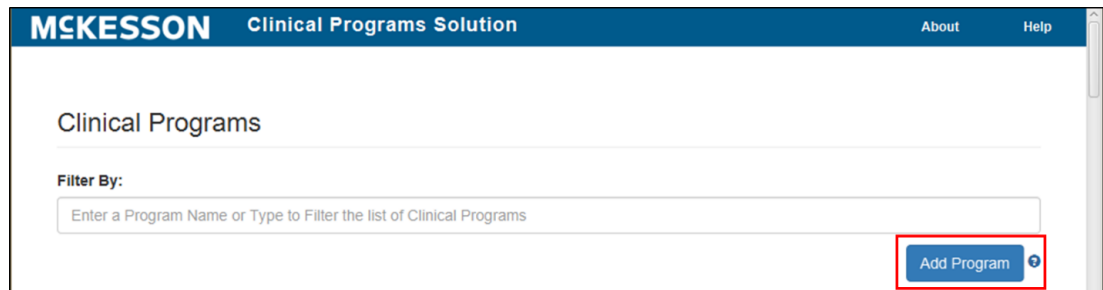 MCKESSON Clinical Programs Solution About Help
Clinical Programs
Filter By:
Enter a Program Name or Type to Filter the list of Clinical Programs
Add Program ?